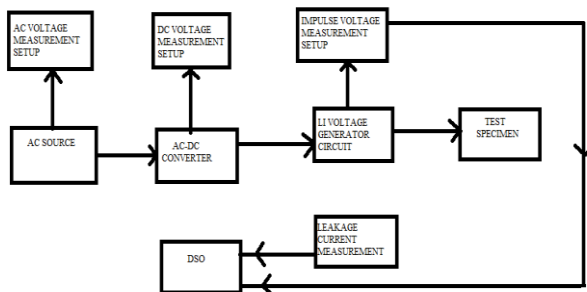 AC VOLTAGE
MEASUREMENT
SETUP
DC VOLTAGE
MEASUREMENT
SETUP
IMPULSE VOLTAGE
MEASUREMENT
SETUP
AC SOURCE
AC-DC
CONVERTER
LI VOLTAGE
GENERATOR
CIRCUIT
TEST
SPECIMEN
LEAKAGE
CURRENT
MEASUREMENT
DSO